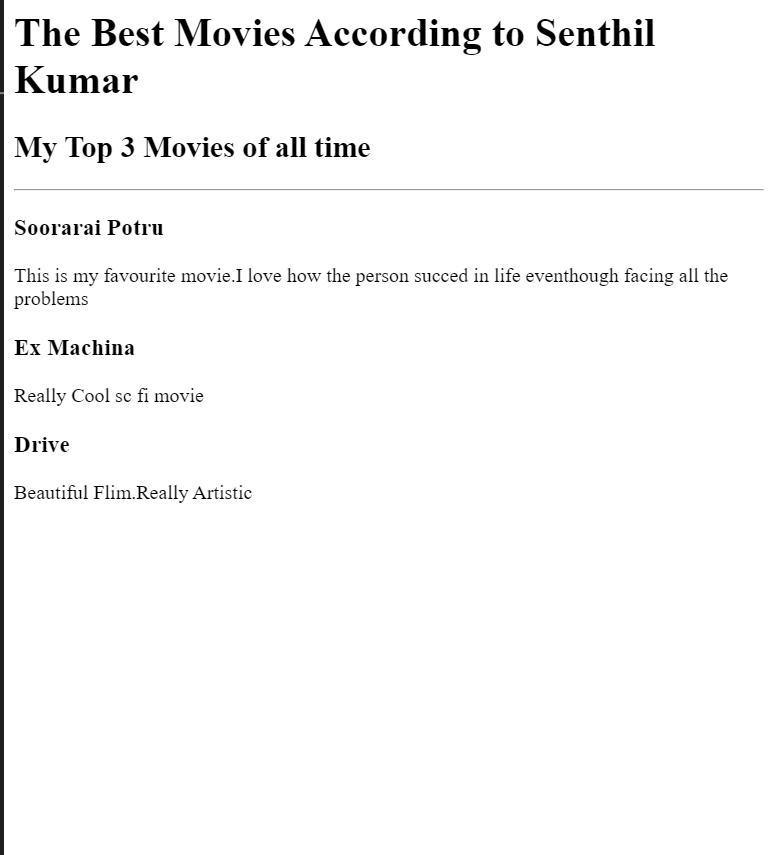 The Best Movies According to Senthil
Kumar
My Top 3 Movies of all time
Soorarai Potru
This is my favourite movie.I love how the person succed in life eventhough facing all the
problems
Ex Machina
Really Cool sc fi movie
Drive
Beautiful Flim.Really Artistic